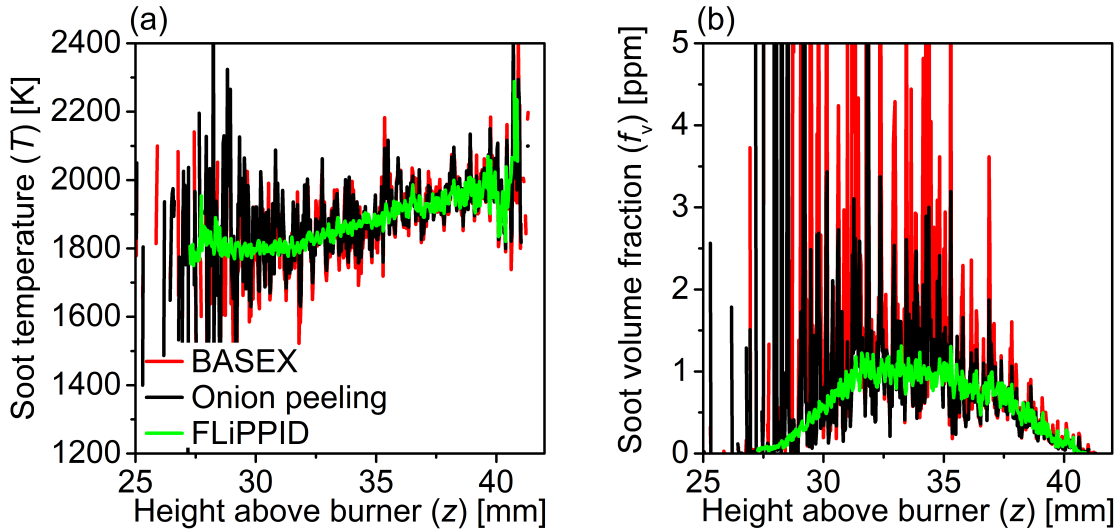 (a)
2400
2200
2000
1800
1600
1400
1200
Soot temperature (T) [K]
BASEX
Onion peeling
FLiPPID
25 30 35 40
Height above burner (z) [mm]
(b)
5
4
3
2
1
0
Soot volume fraction (fv) [ppm]
25 30 35 40
Height above burner (z) [mm]